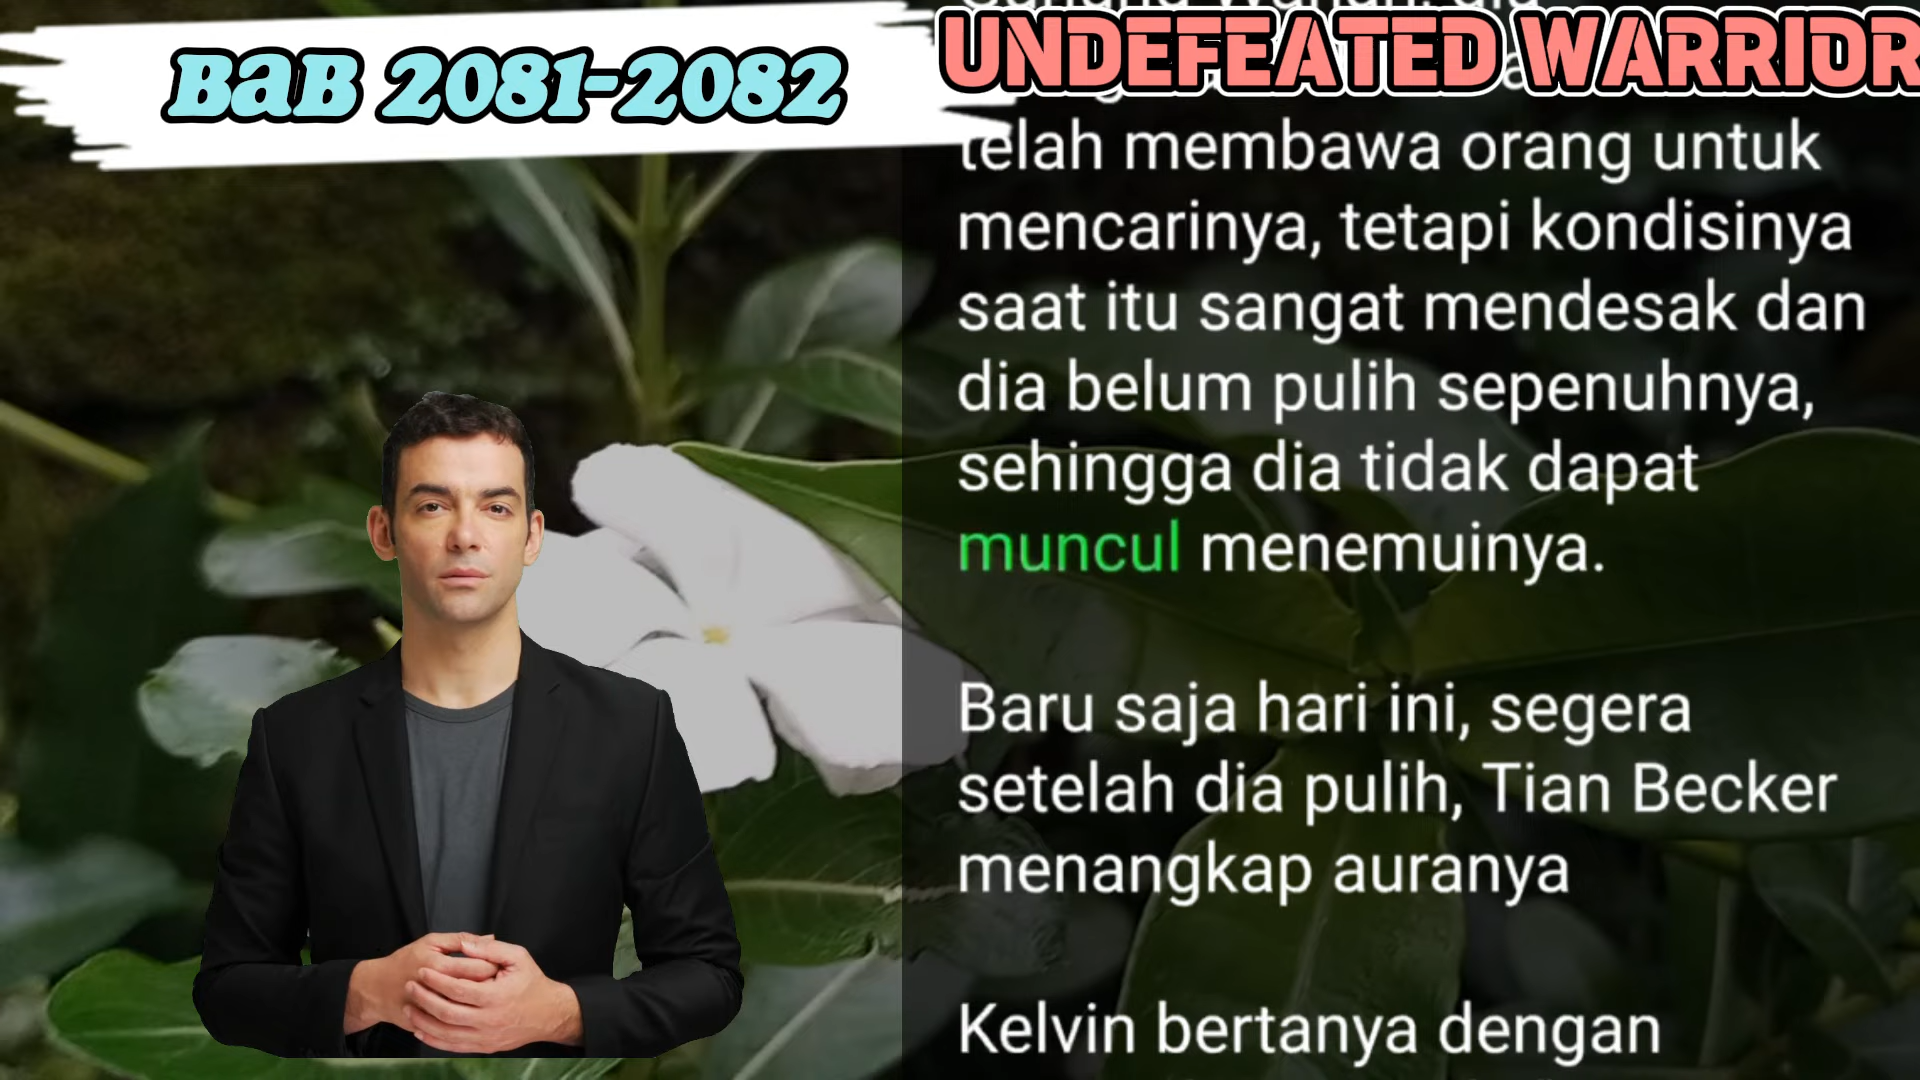 BaB 2081-2082
UNDEFEATED WARRIOR
telah membawa orang untuk
mencarinya, tetapi kondisinya
saat itu sangat mendesak dan
dia belum pulih sepenuhnya,
sehingga dia tidak dapat
muncul menemuinya.
Baru saja hari ini, segera
setelah dia pulih, Tian Becker
menangkap auranya
Kelvin bertanya dengan